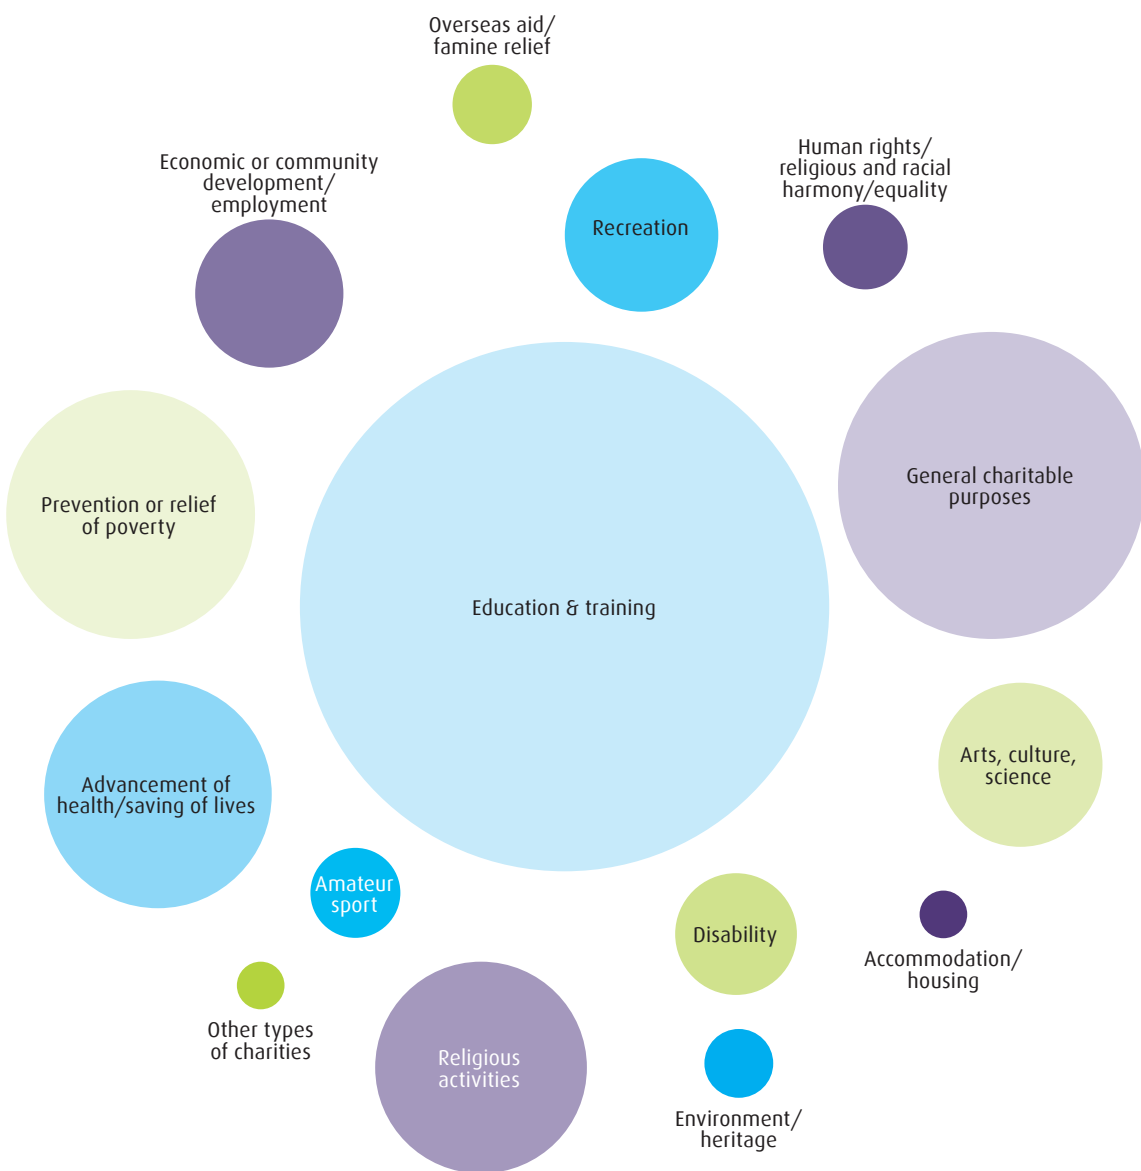 Overseas aid/
famine relief
Economic or community
development/
employment
Recreation
Human rights/
religious and racial
harmony/equality
Prevention or relief
of poverty
Education & training
General charitable
purposes
Advancement of
health/saving of lives
Arts, culture,
science
Amateur
sport
Disability
Accommodation/
housing
Other types
of charities
Religious
activities
Environment/
heritage